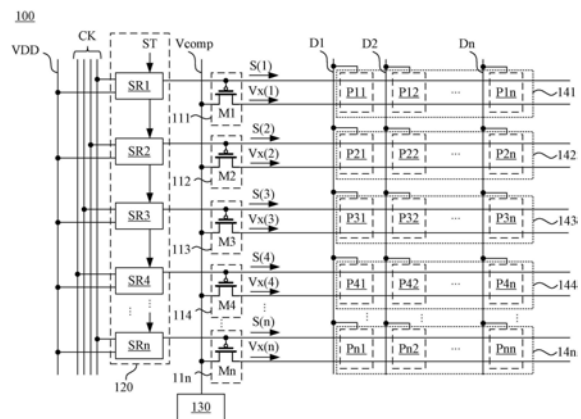 100
VDD
CK
ST
Vcomp
D1
D2
Dn
SR1
S(1)
Vx(1)
111
M1
P11
P12
...
P1n
141
SR2
S(2)
Vx(2)
112
M2
P21
P22
...
P2n
142
SR3
S(3)
Vx(3)
113
M3
P31
P32
...
P3n
143
SR4
S(4)
Vx(4)
114
M4
P41
P42
...
P4n
144
SRn
S(n)
Vx(n)
11n
Mn
Pn1
Pn2
...
Pnn
14n
120
130